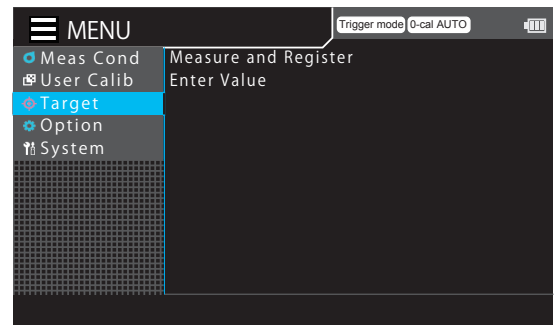 MENU
Trigger mode 0-cal AUTO
Meas Cond
User Calib
Target
Option
System
Measure and Register
Enter Value